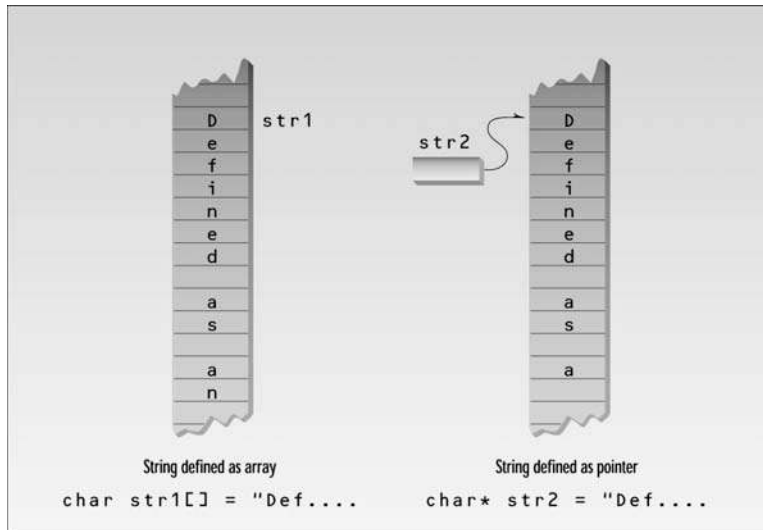 D
e
f
i
n
e
d
a
s
a
n
str1
str2
D
e
f
i
n
e
d
a
s
a
String defined as array
char str1[] = "Def....
String defined as pointer
char* str2 = "Def....